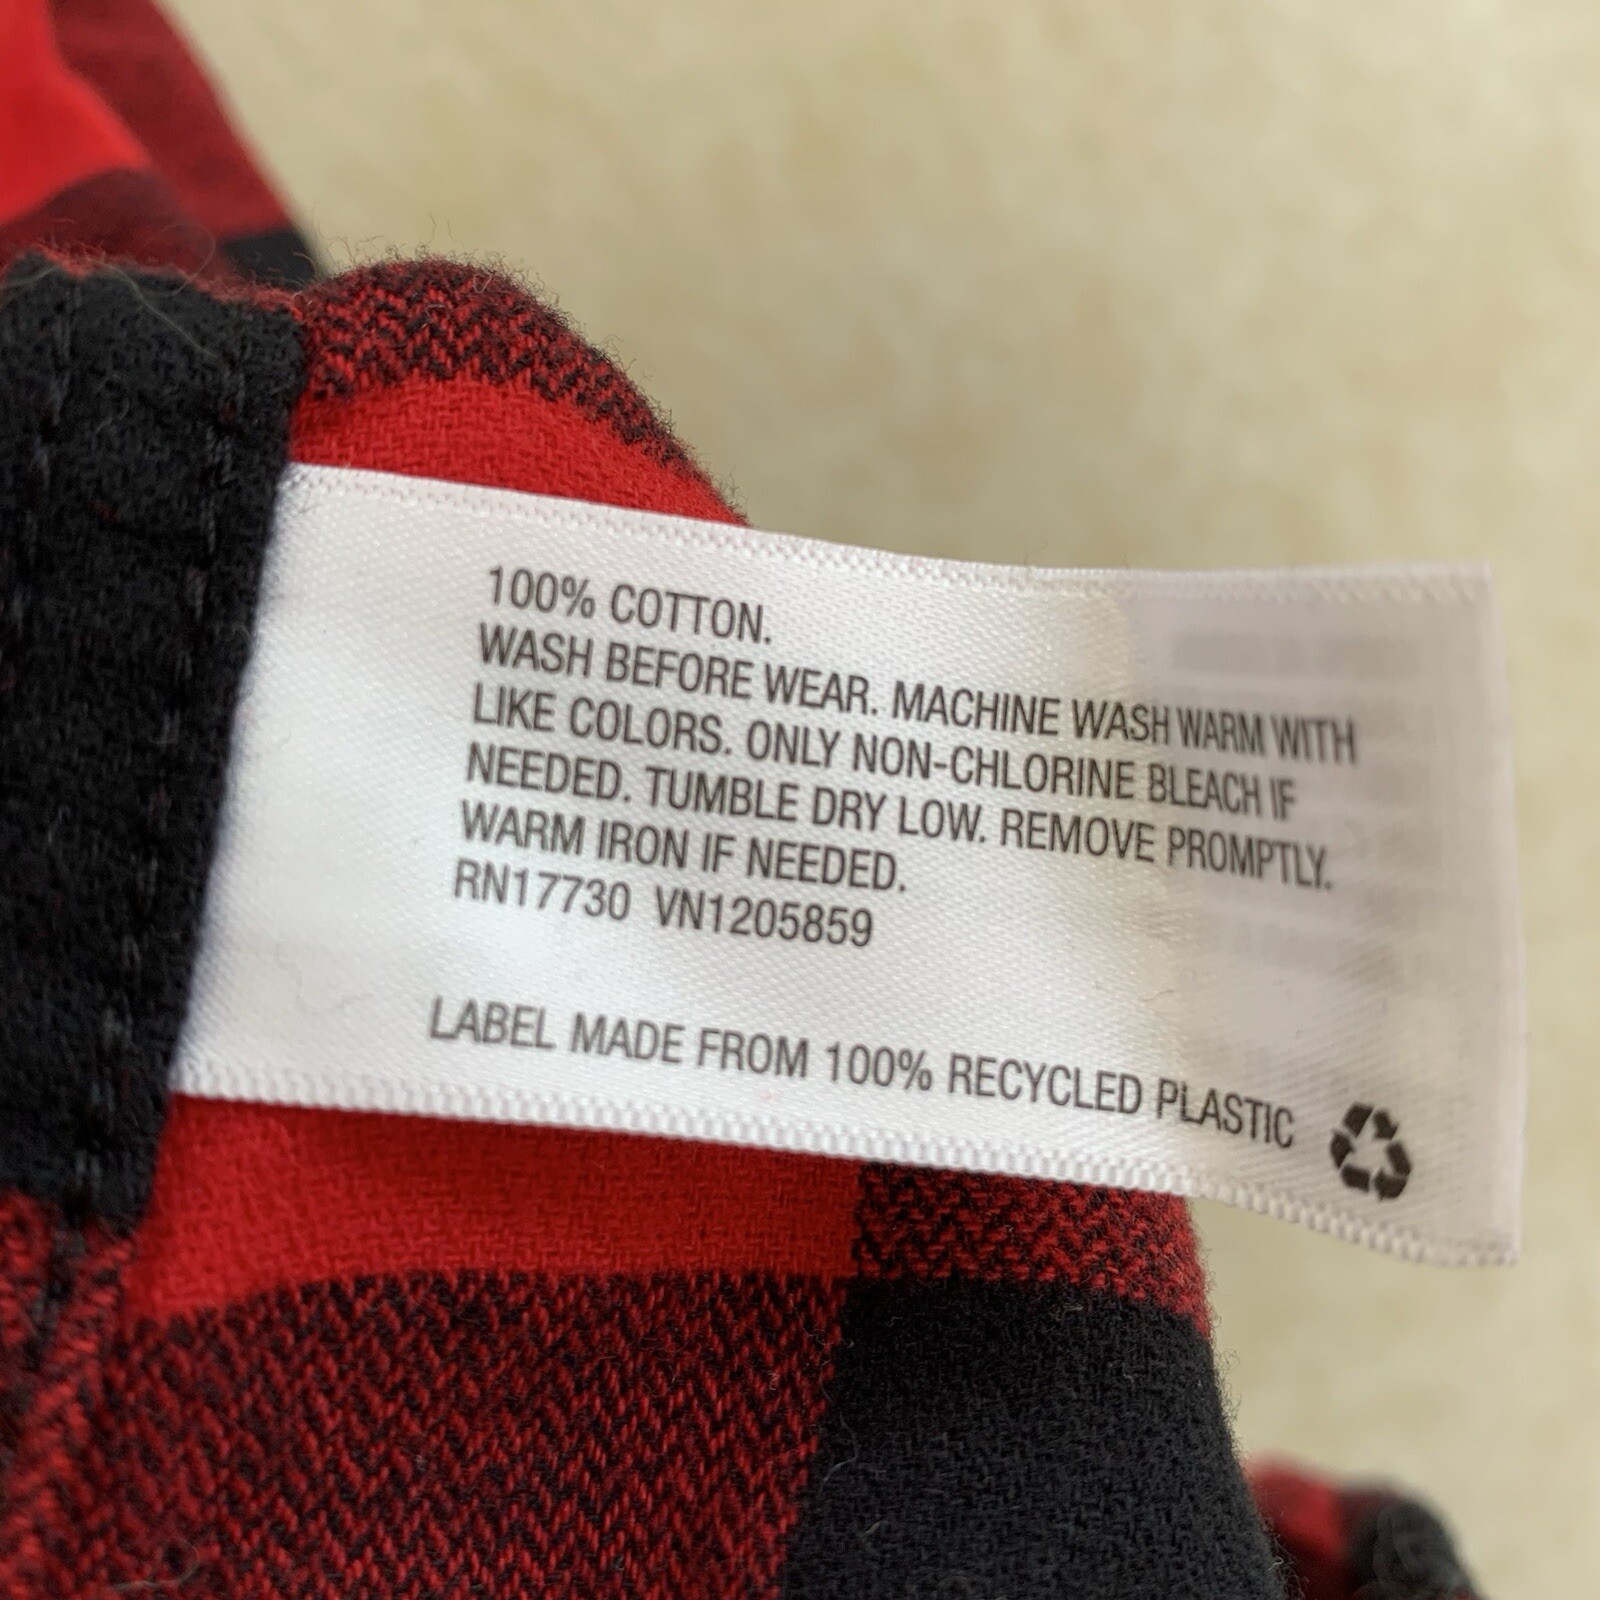 100% COTTON.
WASH BEFORE WEAR. MACHINE WASH WARM WITH
LIKE COLORS. ONLY NON-CHLORINE BLEACH IF
NEEDED. TUMBLE DRY LOW. REMOVE PROMPTLY.
WARM IRON IF NEEDED.
RN17730 VN1205859
LABEL MADE FROM 100% RECYCLED PLASTIC